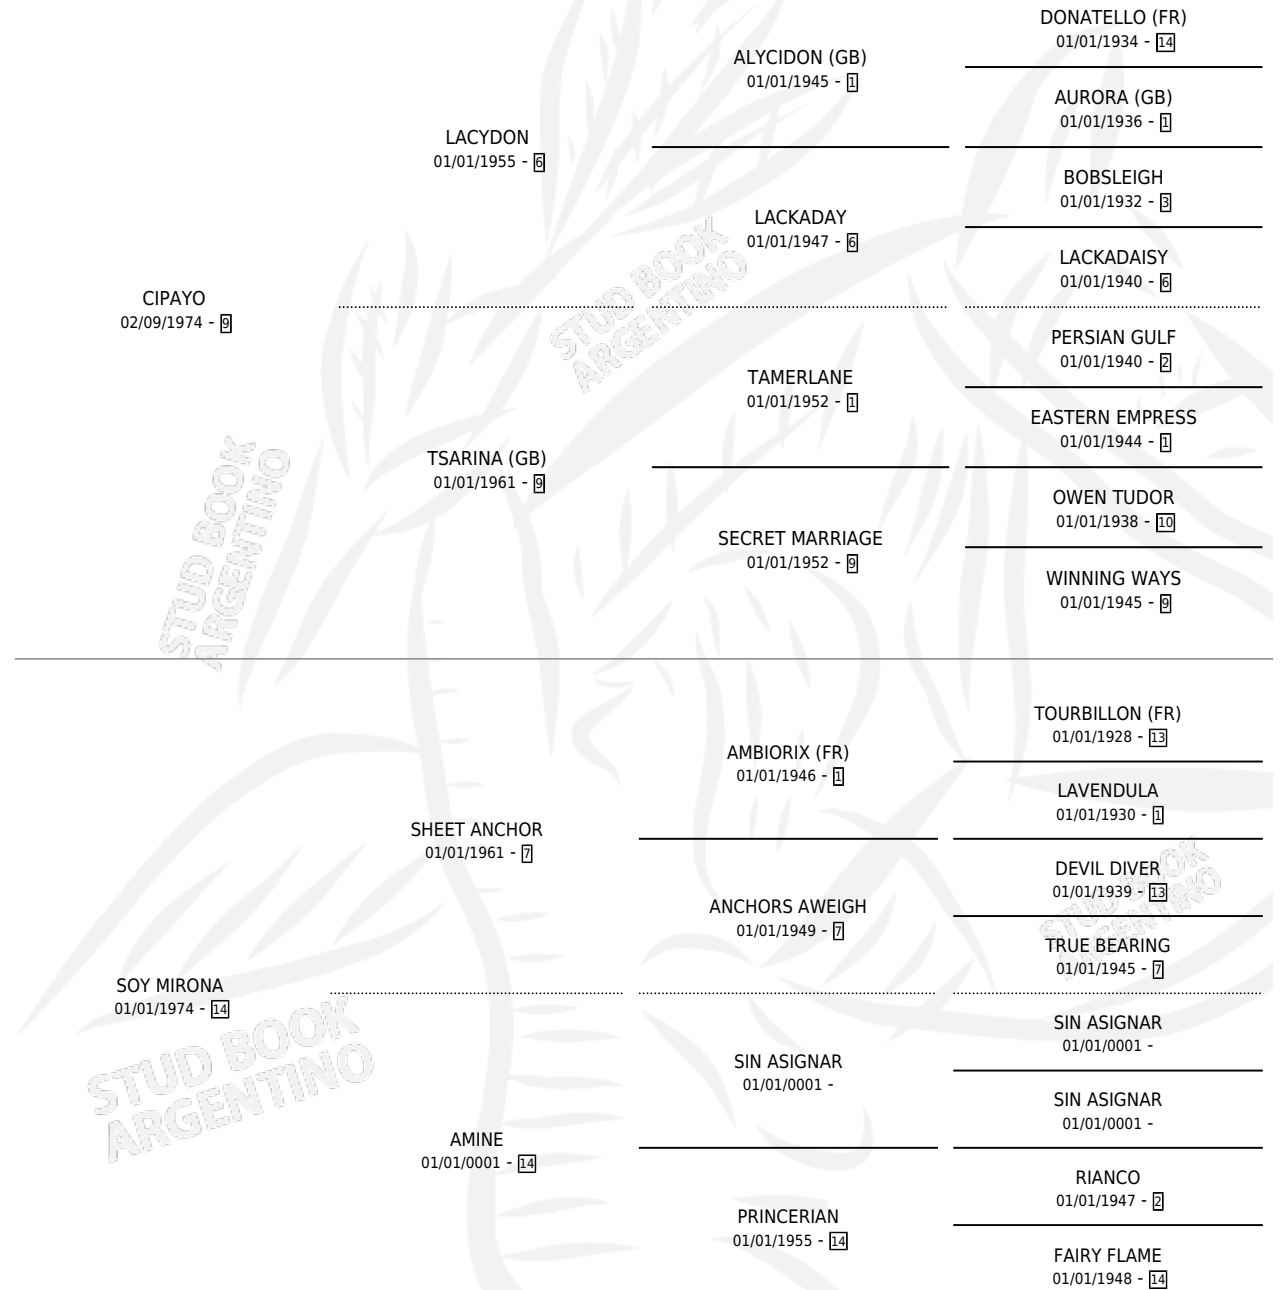 DONATELLO (FR)
01/01/1934 - 14
ALYCIDON (GB)
01/01/1945 - 1
AURORA (GB)
01/01/1936 - 1
LACYDON
01/01/1955 - 6
BOBSLEIGH
01/01/1932 - 3
LACKADAY
01/01/1947 - 6
LACKADAISY
01/01/1940 - 6
CIPAYO
02/09/1974 - 9
PERSIAN GULF
01/01/1940 - 2
TAMERLANE
01/01/1952 - 1
EASTERN EMPRESS
01/01/1944 - 1
TSARINA (GB)
01/01/1961 - 9
OWEN TUDOR
01/01/1938 - 10
SECRET MARRIAGE
01/01/1952 - 9
WINNING WAYS
01/01/1945 - 9
TOURBILLON (FR)
01/01/1928 - 13
AMBIORIX (FR)
01/01/1946 - 1
LAVENDULA
01/01/1930 - 1
SHEET ANCHOR
01/01/1961 - 7
DEVIL DIVER
01/01/1939 - 13
ANCHORS AWEIGH
01/01/1949 - 7
TRUE BEARING
01/01/1945 - 7
SOY MIRONA
01/01/1974 - 14
SIN ASIGNAR
01/01/0001 -
SIN ASIGNAR
01/01/0001 -
SIN ASIGNAR
01/01/0001 -
AMINE
01/01/0001 - 14
RIANCO
01/01/1947 - 2
PRINCERIAN
01/01/1955 - 14
FAIRY FLAME
01/01/1948 - 14
STUD BOOK
ARGENTINO
STUD BOOK
ARGENTINO
STUD BOOK
ARGENTINO
STUD BOOK
ARGENTINO